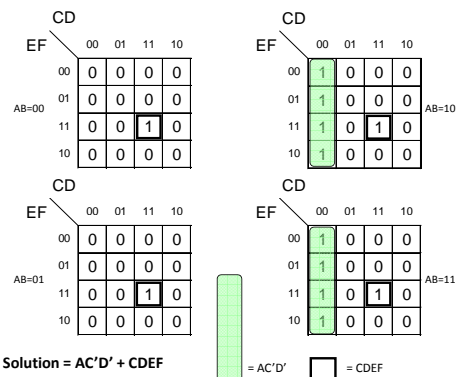 CD CD
EF 00 01 11 10 EF 00 01 11 10
00 0 0 0 0 00 1 0 0 0
01 0 0 0 0 01 1 0 0 0
AB=00 AB=10
11 0 0 1 0 11 1 0 1 0
10 0 0 0 0 10 1 0 0 0
CD CD
EF 00 01 11 10 EF 00 01 11 10
00 0 0 0 0 00 1 0 0 0
01 0 0 0 0 01 1 0 0 0
AB=01 AB=11
11 0 0 1 0 11 1 0 1 0
10 0 0 0 0 10 1 0 0 0
Solution = AC’D’ + CDEF = AC’D’ = CDEF